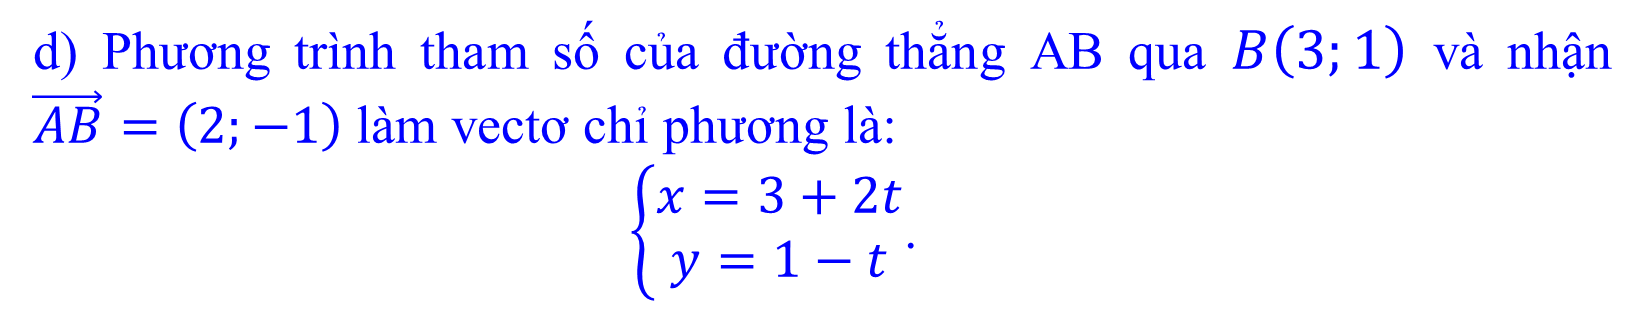 d) Phương trình tham số của đường thẳng AB qua B(3; 1) và nhận
$\overrightarrow{AB}$ = (2; −1) làm vectơ chỉ phương là:
{x = 3 + 2t
y = 1 − t .